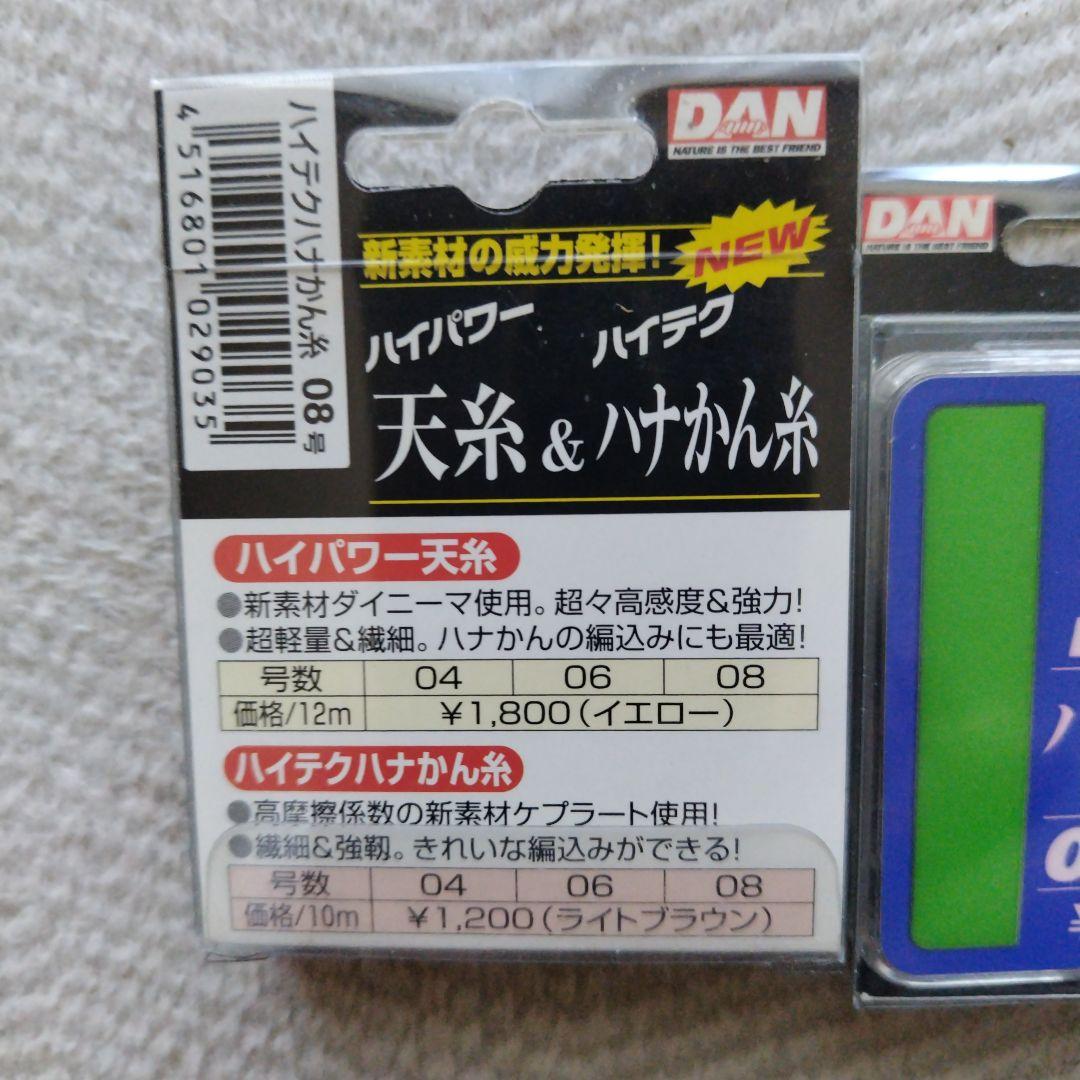 ハイテクハナかん糸 08号
4 516801 029035
DAN
NATURE IS THE BEST FRIEND
新素材の威力発揮!
NEW
ハイパワー ハイテク
天糸&ハナかん糸
ハイパワー天糸
●新素材ダイニーマ使用。超々高感度&強力!
●超軽量&繊細。ハナかんの編込みにも最適!
号数 04 06 08
価格/12m ¥1,800(イエロー)
ハイテクハナかん糸
●高摩擦係数の新素材ケプラート使用!
●繊細&強靱。きれいな編込みができる!
号数 04 06 08
価格/10m ¥1,200(ライトブラウン)
DAN
NATURE IS THE BEST FRIEND
ハ